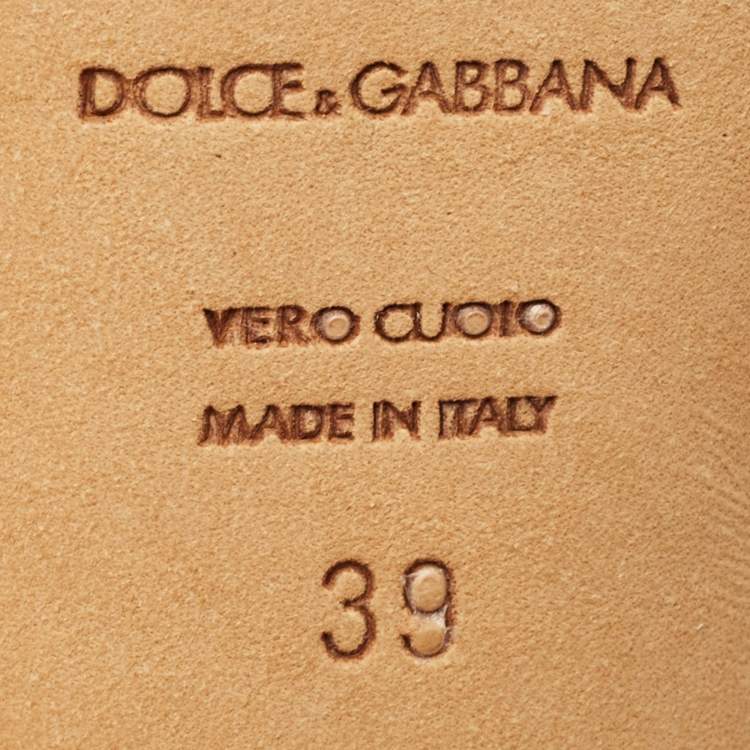 DOLCE & GABBANA
VERO CUOIO
MADE IN ITALY
39